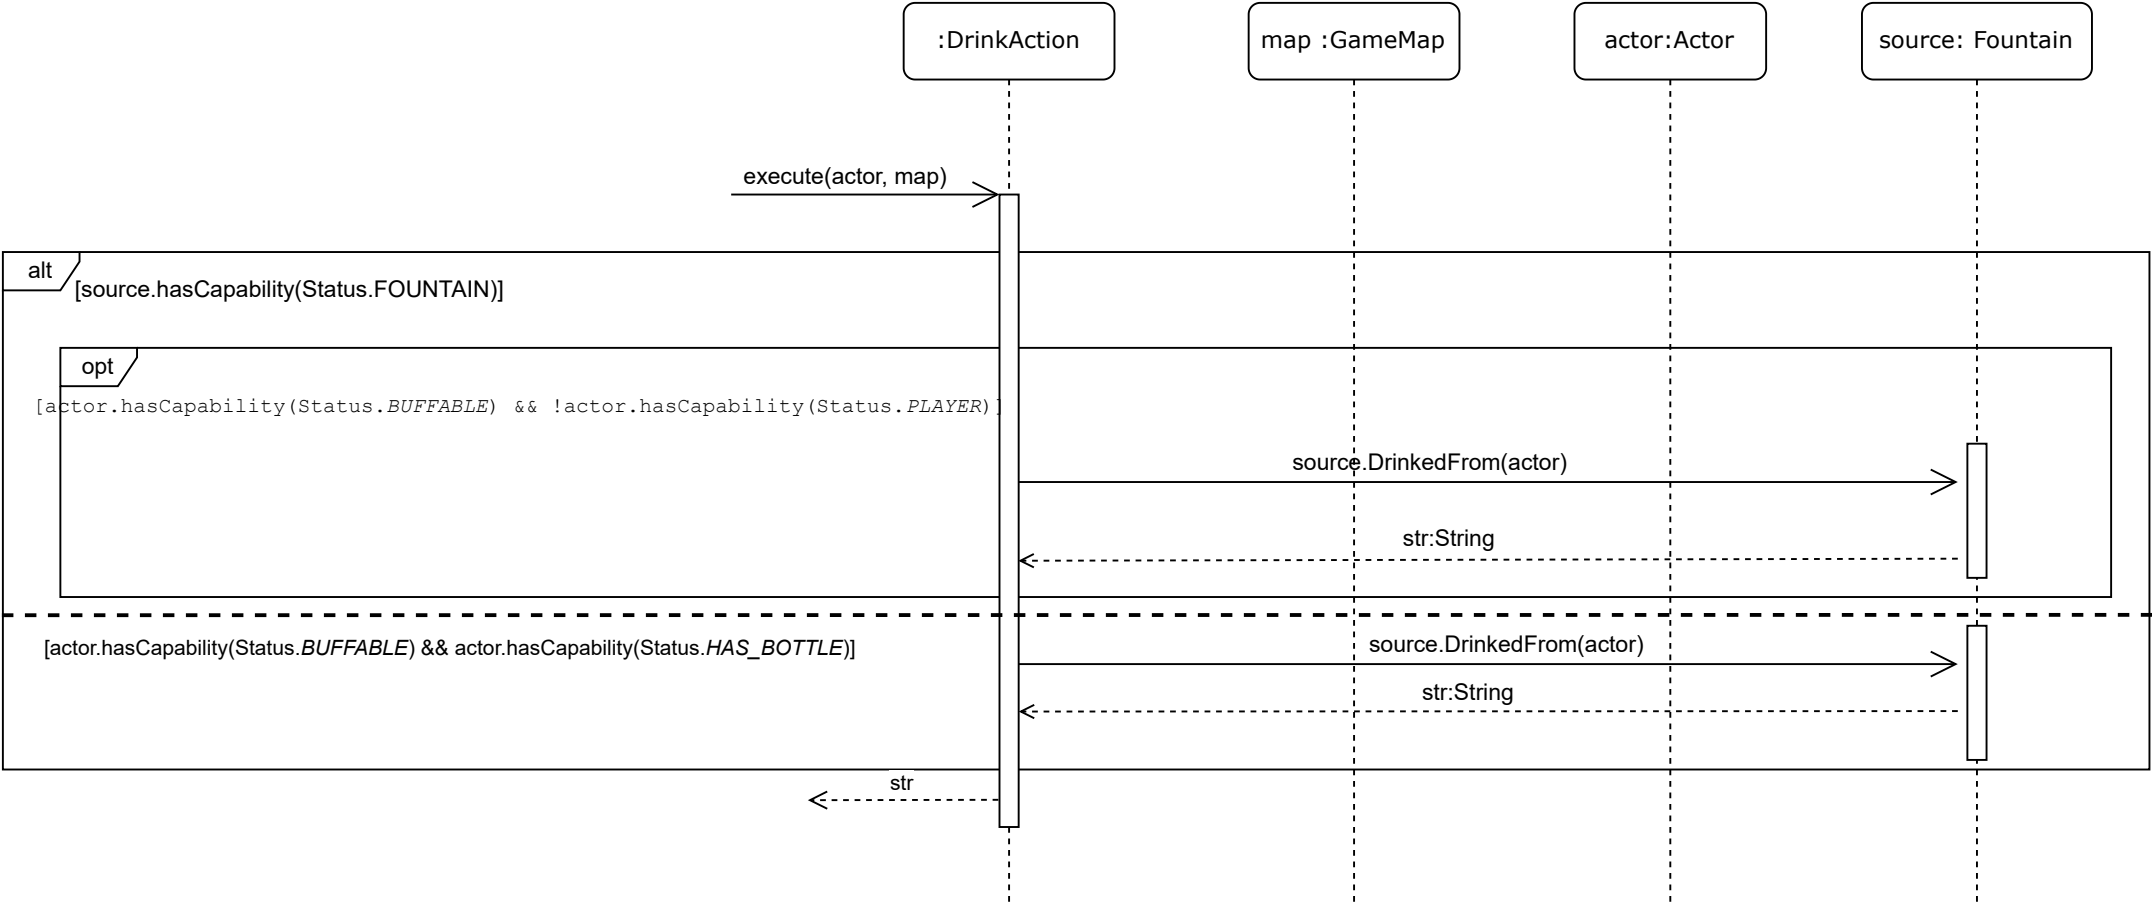 :DrinkAction
map :GameMap
actor:Actor
source: Fountain
execute(actor, map)
alt
[source.hasCapability(Status.FOUNTAIN)]
opt
[actor.hasCapability(Status.BUFFABLE) && !actor.hasCapability(Status.PLAYER)]
source.DrinkedFrom(actor)
str:String
[actor.hasCapability(Status.BUFFABLE) && actor.hasCapability(Status.HAS_BOTTLE)]
source.DrinkedFrom(actor)
str:String
str